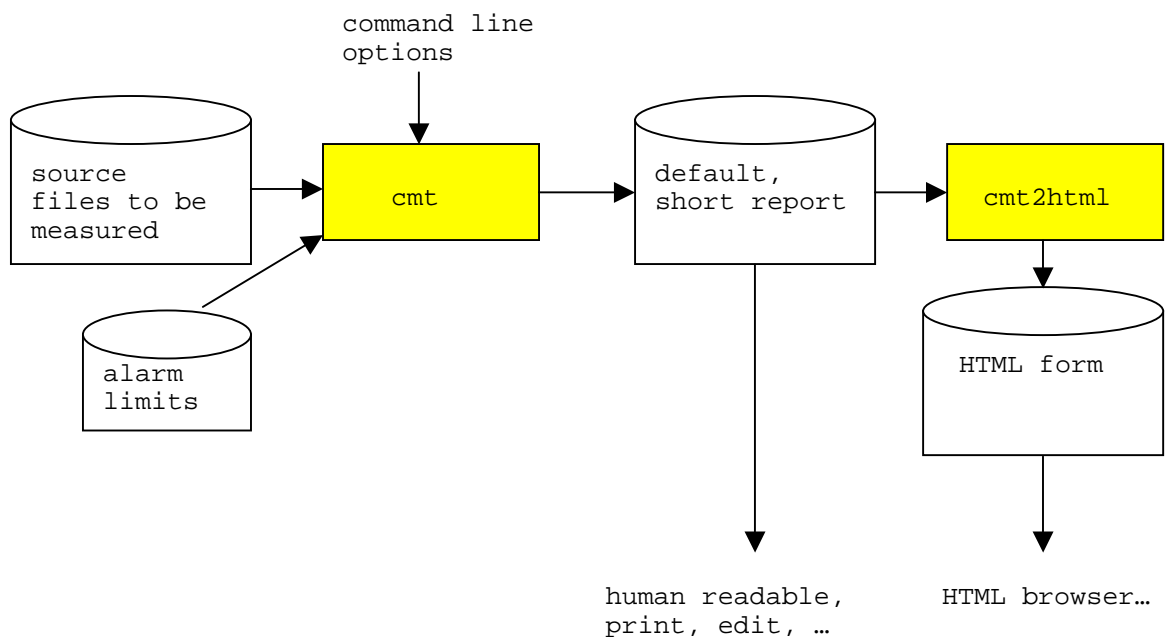 command line
options
source
files to be
measured
cmt
default,
short report
cmt2html
alarm
limits
HTML form
human readable,
print, edit, …
HTML browser…